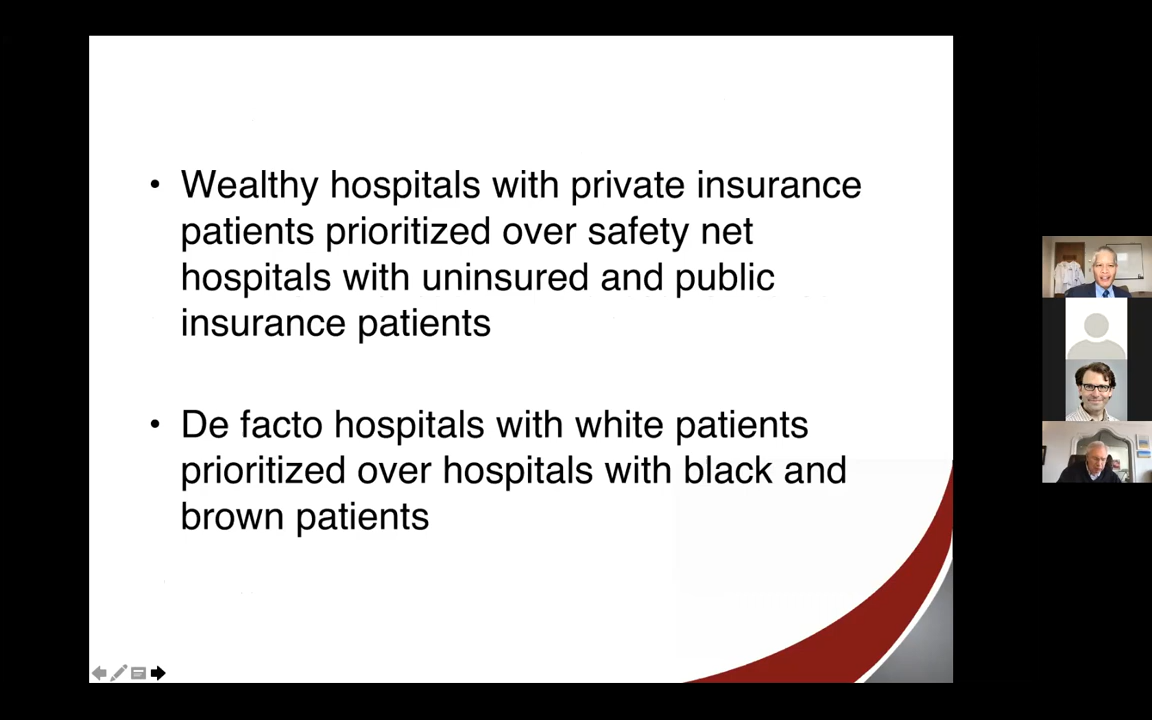 • Wealthy hospitals with private insurance
patients prioritized over safety net
hospitals with uninsured and public
insurance patients
• De facto hospitals with white patients
prioritized over hospitals with black and
brown patients